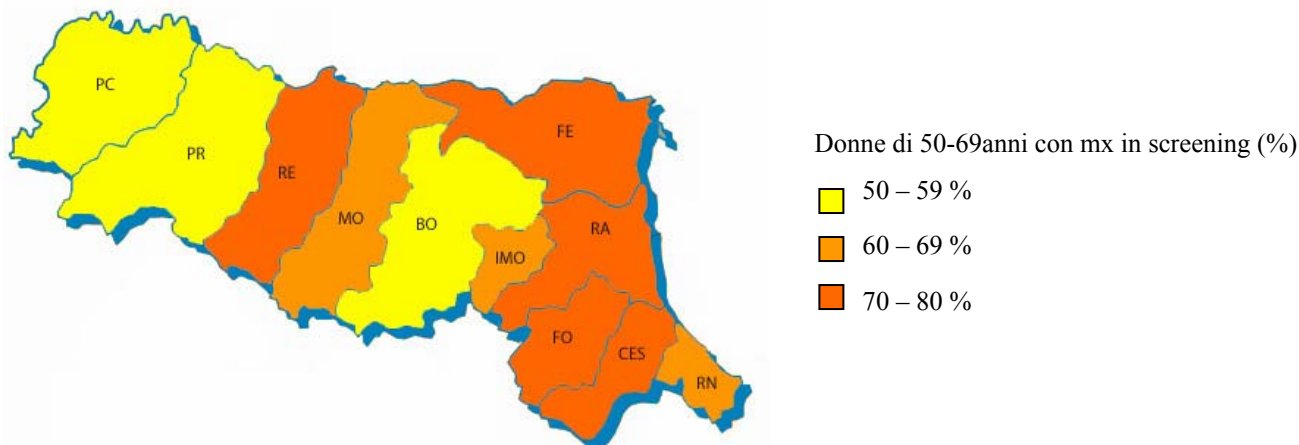 PC
PR
RE
MO
BO
FE
IMO
RA
FO
CES
RN
Donne di 50-69anni con mx in screening (%)
50 – 59 %
60 – 69 %
70 – 80 %